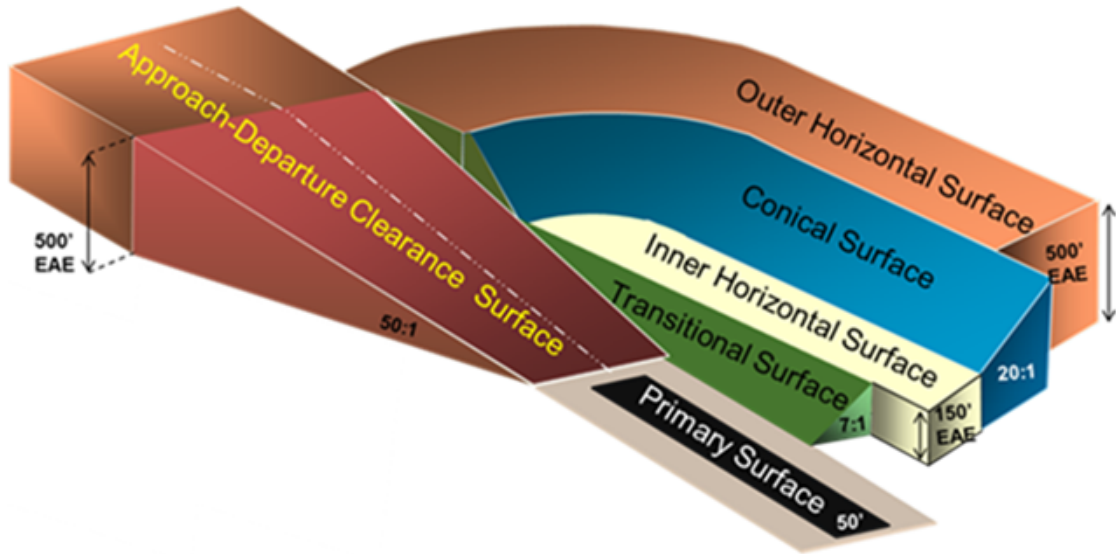 Approach-Departure Clearance Surface
Outer Horizontal Surface
Conical Surface
Inner Horizontal Surface
Transitional Surface
Primary Surface
50'
500'
EAE
50:1
500'
EAE
20:1
150'
EAE
7:1